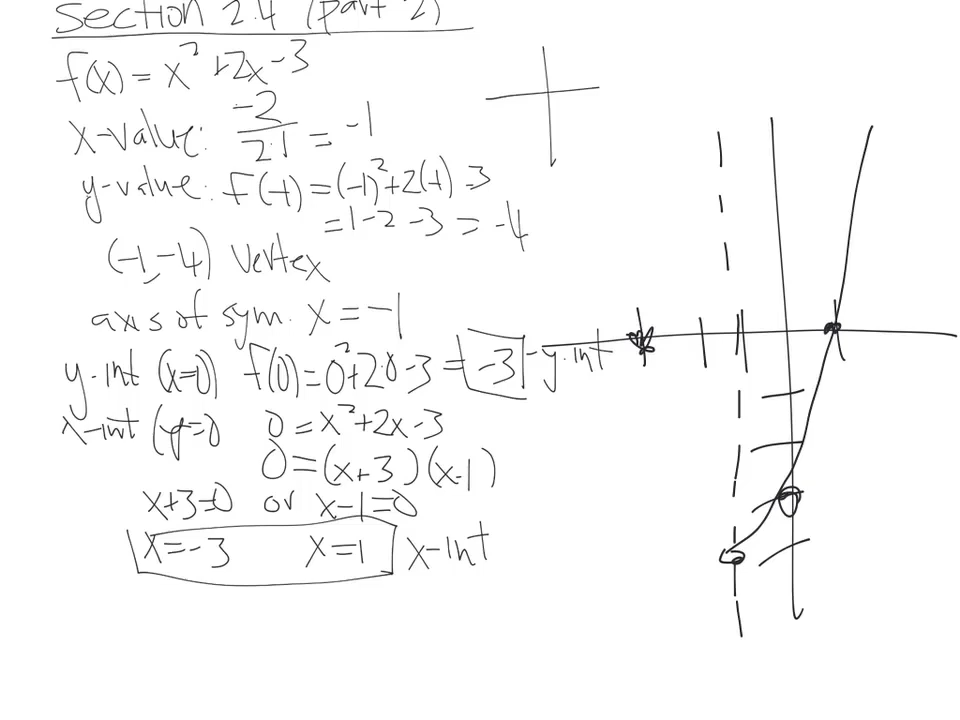 Section 2.4 (part 2)
f(x) = x² + 2x - 3
x-value: -2/2·1 = -1
y-value: f(-1) = (-1)² + 2(-1) - 3
= 1 - 2 - 3 = -4
(-1, -4) vertex
axis of sym. x = -1
y-int (x=0) f(0) = 0² + 2·0 - 3 = -3 - y-int
x-int (y=0 0 = x² + 2x - 3
0 = (x+3)(x-1)
x+3=0 or x-1=0
x=-3 x=1 x-int